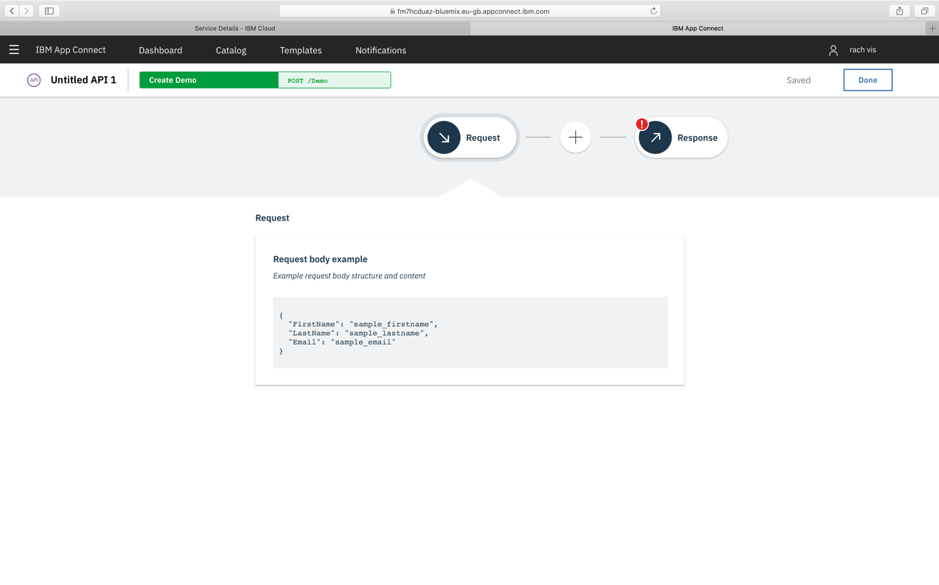 fm7hcduaz-bluemix.eu-gb.appconnect.ibm.com
Service Details - IBM Cloud
IBM App Connect
IBM App Connect
Dashboard
Catalog
Templates
Notifications
rach vis
API
Untitled API 1
Create Demo
POST /Demo
Saved
Done
Request
!
Response
Request
Request body example
Example request body structure and content
{
"FirstName": "sample_firstname",
"LastName": "sample_lastname",
"Email": "sample_email"
}